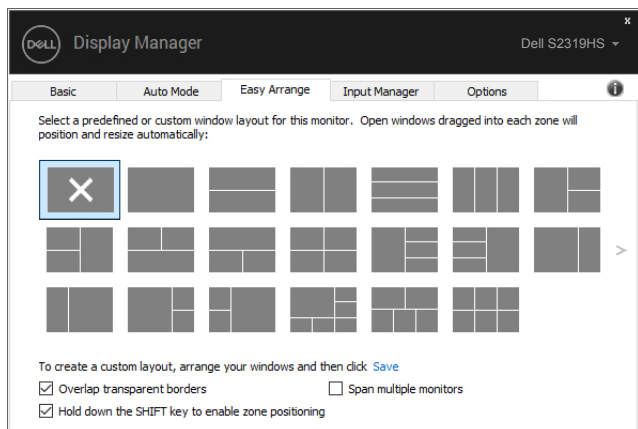 x
DELL Display Manager Dell S2319HS
Basic Auto Mode Easy Arrange Input Manager Options i
Select a predefined or custom window layout for this monitor. Open windows dragged into each zone will
position and resize automatically:
>
To create a custom layout, arrange your windows and then click Save
Overlap transparent borders Span multiple monitors
Hold down the SHIFT key to enable zone positioning